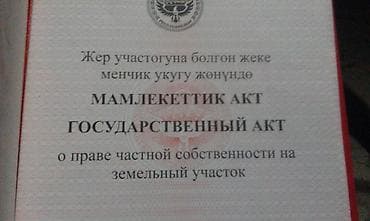 Жер участогуна болгон жеке
менчик укугу жөнүндө
МАМЛЕКЕТТИК АКТ
ГОСУДАРСТВЕННЫЙ АКТ
о праве частной собственности на
земельный участок